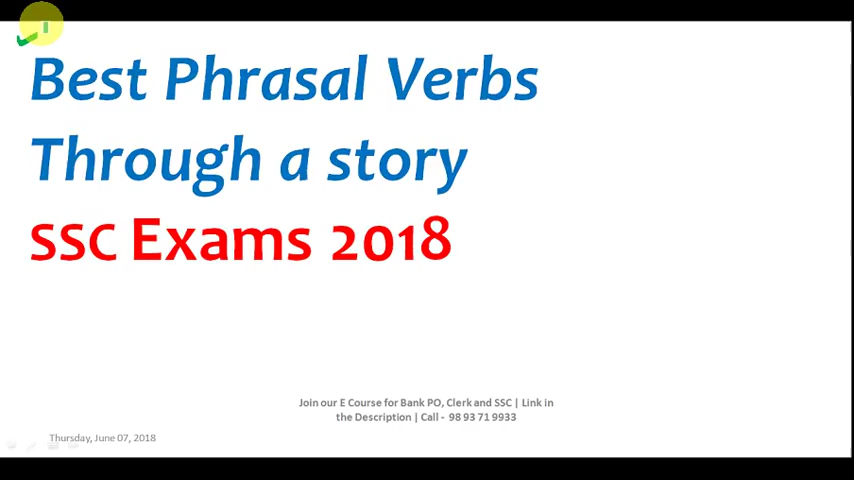 Best Phrasal Verbs
Through a story
SSC Exams 2018
Join our E Course for Bank PO, Clerk and SSC | Link in
the Description | Call - 98 93 71 9933
Thursday, June 07, 2018